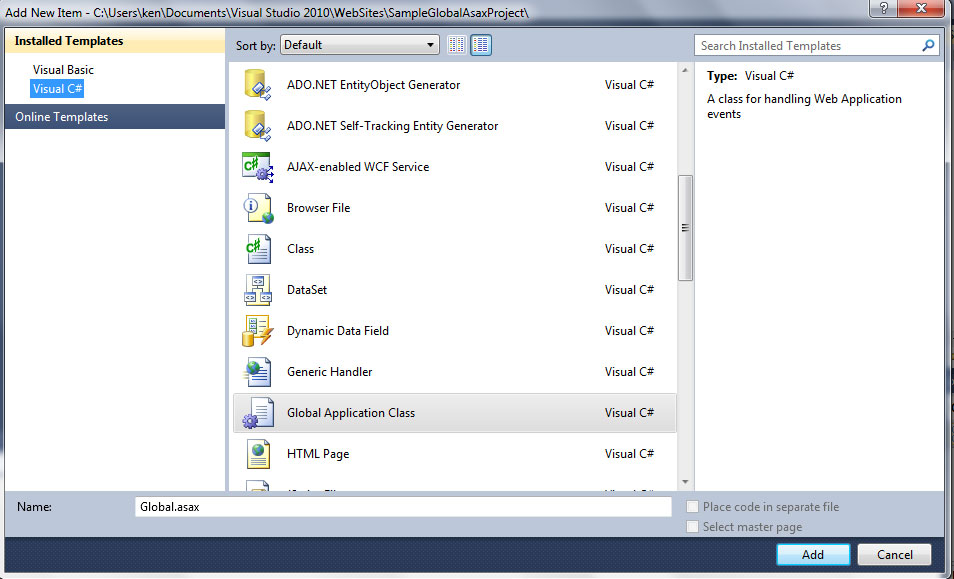 Add New Item - C:\Users\ken\Documents\Visual Studio 2010\WebSites\SampleGlobalAsaxProject\
Installed Templates
Visual Basic
Visual C#
Online Templates
Sort by: Default
Search Installed Templates
ADO.NET EntityObject Generator Visual C#
ADO.NET Self-Tracking Entity Generator Visual C#
AJAX-enabled WCF Service Visual C#
Browser File Visual C#
Class Visual C#
DataSet Visual C#
Dynamic Data Field Visual C#
Generic Handler Visual C#
Global Application Class Visual C#
HTML Page Visual C#
Type: Visual C#
A class for handling Web Application
events
Name: Global.asax
Place code in separate file
Select master page
Add Cancel